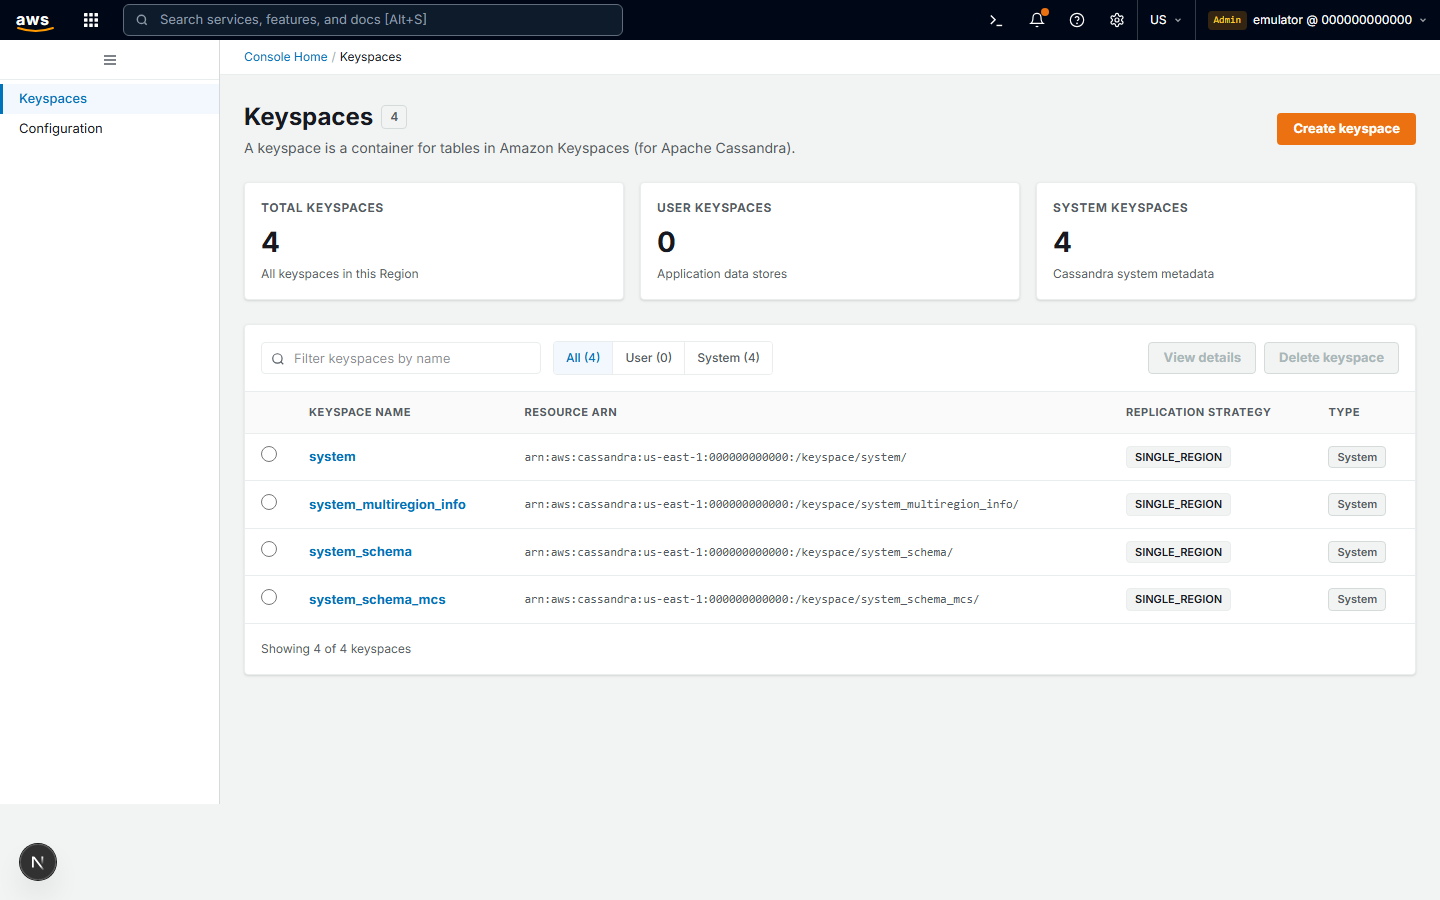 aws
Search services, features, and docs [Alt+S]
US
Admin
emulator @ 000000000000
Console Home / Keyspaces
Keyspaces
Configuration
Keyspaces 4
A keyspace is a container for tables in Amazon Keyspaces (for Apache Cassandra).
Create keyspace
TOTAL KEYSPACES
4
All keyspaces in this Region
USER KEYSPACES
0
Application data stores
SYSTEM KEYSPACES
4
Cassandra system metadata
Filter keyspaces by name
All (4) User (0) System (4)
View details
Delete keyspace
KEYSPACE NAME RESOURCE ARN REPLICATION STRATEGY TYPE
system arn:aws:cassandra:us-east-1:000000000000:/keyspace/system/ SINGLE_REGION System
system_multiregion_info arn:aws:cassandra:us-east-1:000000000000:/keyspace/system_multiregion_info/ SINGLE_REGION System
system_schema arn:aws:cassandra:us-east-1:000000000000:/keyspace/system_schema/ SINGLE_REGION System
system_schema_mcs arn:aws:cassandra:us-east-1:000000000000:/keyspace/system_schema_mcs/ SINGLE_REGION System
Showing 4 of 4 keyspaces
N